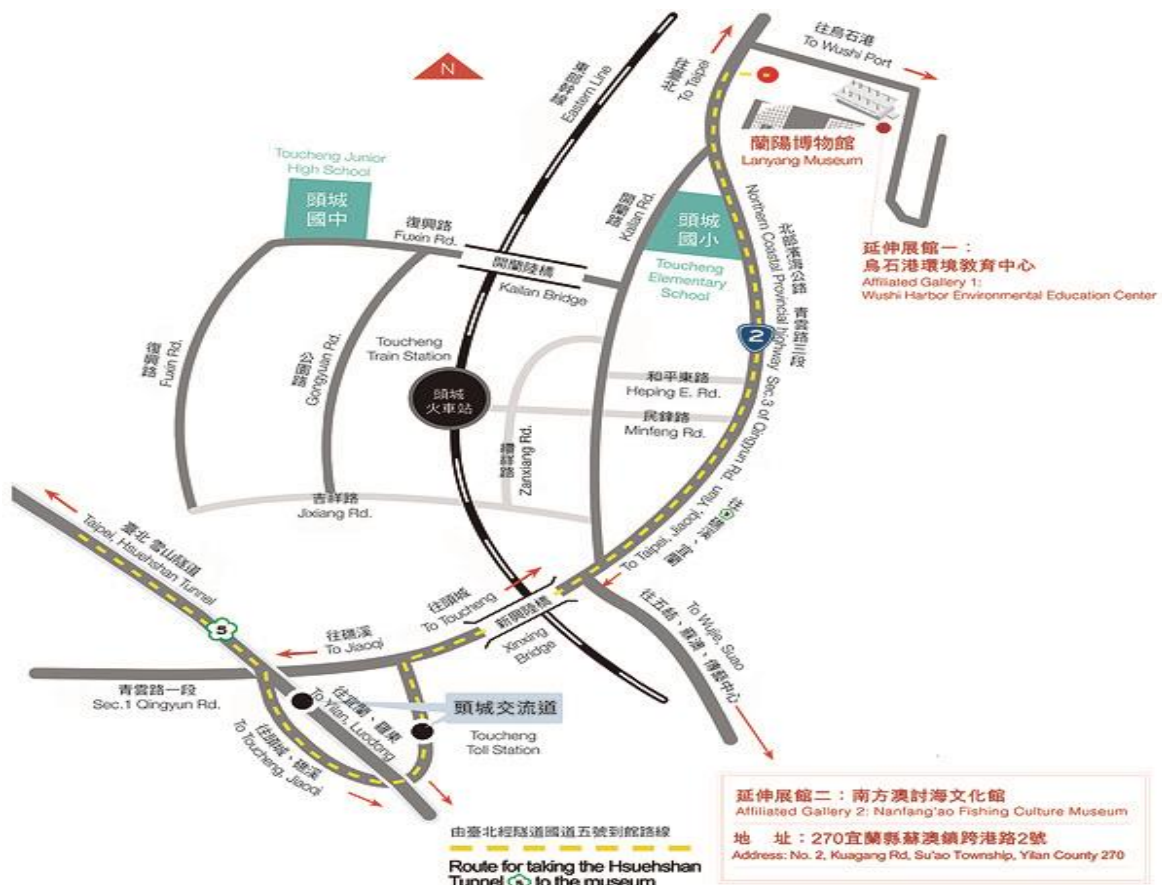 往烏石港
To Wushi Port
往臺北
To Taipei
N
東部幹線
Eastern Line
蘭陽博物館
Lanyang Museum
Toucheng Junior
High School
頭城
國中
復興路
Fuxin Rd.
開蘭路
Kailan Rd.
頭城
國小
Toucheng
Elementary
School
延伸展館一：
烏石港環境教育中心
Affiliated Gallery 1:
Wushi Harbor Environmental Education Center
開蘭陸橋
Kailan Bridge
青雲路三段
Northern Coastal Provincial highway Sec.3 of Qingyun Rd.
2
復興路
Fuxin Rd.
公園路
Gongyuan Rd.
Toucheng
Train Station
頭城
火車站
和平東路
Heping E. Rd.
民鋒路
Minfeng Rd.
纘祥路
Zanxiang Rd.
吉祥路
Jixiang Rd.
礁溪、宜蘭
To Taipei, Jiaoqi, Yilan
臺北 雪山隧道
Taipei, Hsuehshan Tunnel
5
往頭城
To Toucheng
新興陸橋
Xinxing
Bridge
To Wujie, Suao
往五結、蘇澳、傳藝中心
往礁溪
To Jiaoqi
青雲路一段
Sec.1 Qingyun Rd.
往宜蘭、羅東
To Yilan, Luodong
往頭城、礁溪
To Toucheng, Jiaoqi
頭城交流道
Toucheng
Toll Station
延伸展館二：南方澳討海文化館
Affiliated Gallery 2: Nanfang'ao Fishing Culture Museum
地 址：270宜蘭縣蘇澳鎮跨港路2號
Address: No. 2, Kuagang Rd, Su'ao Township, Yilan County 270
由臺北經隧道國道五號到館路線
Route for taking the Hsuehshan
Tunnel 5 to the museum